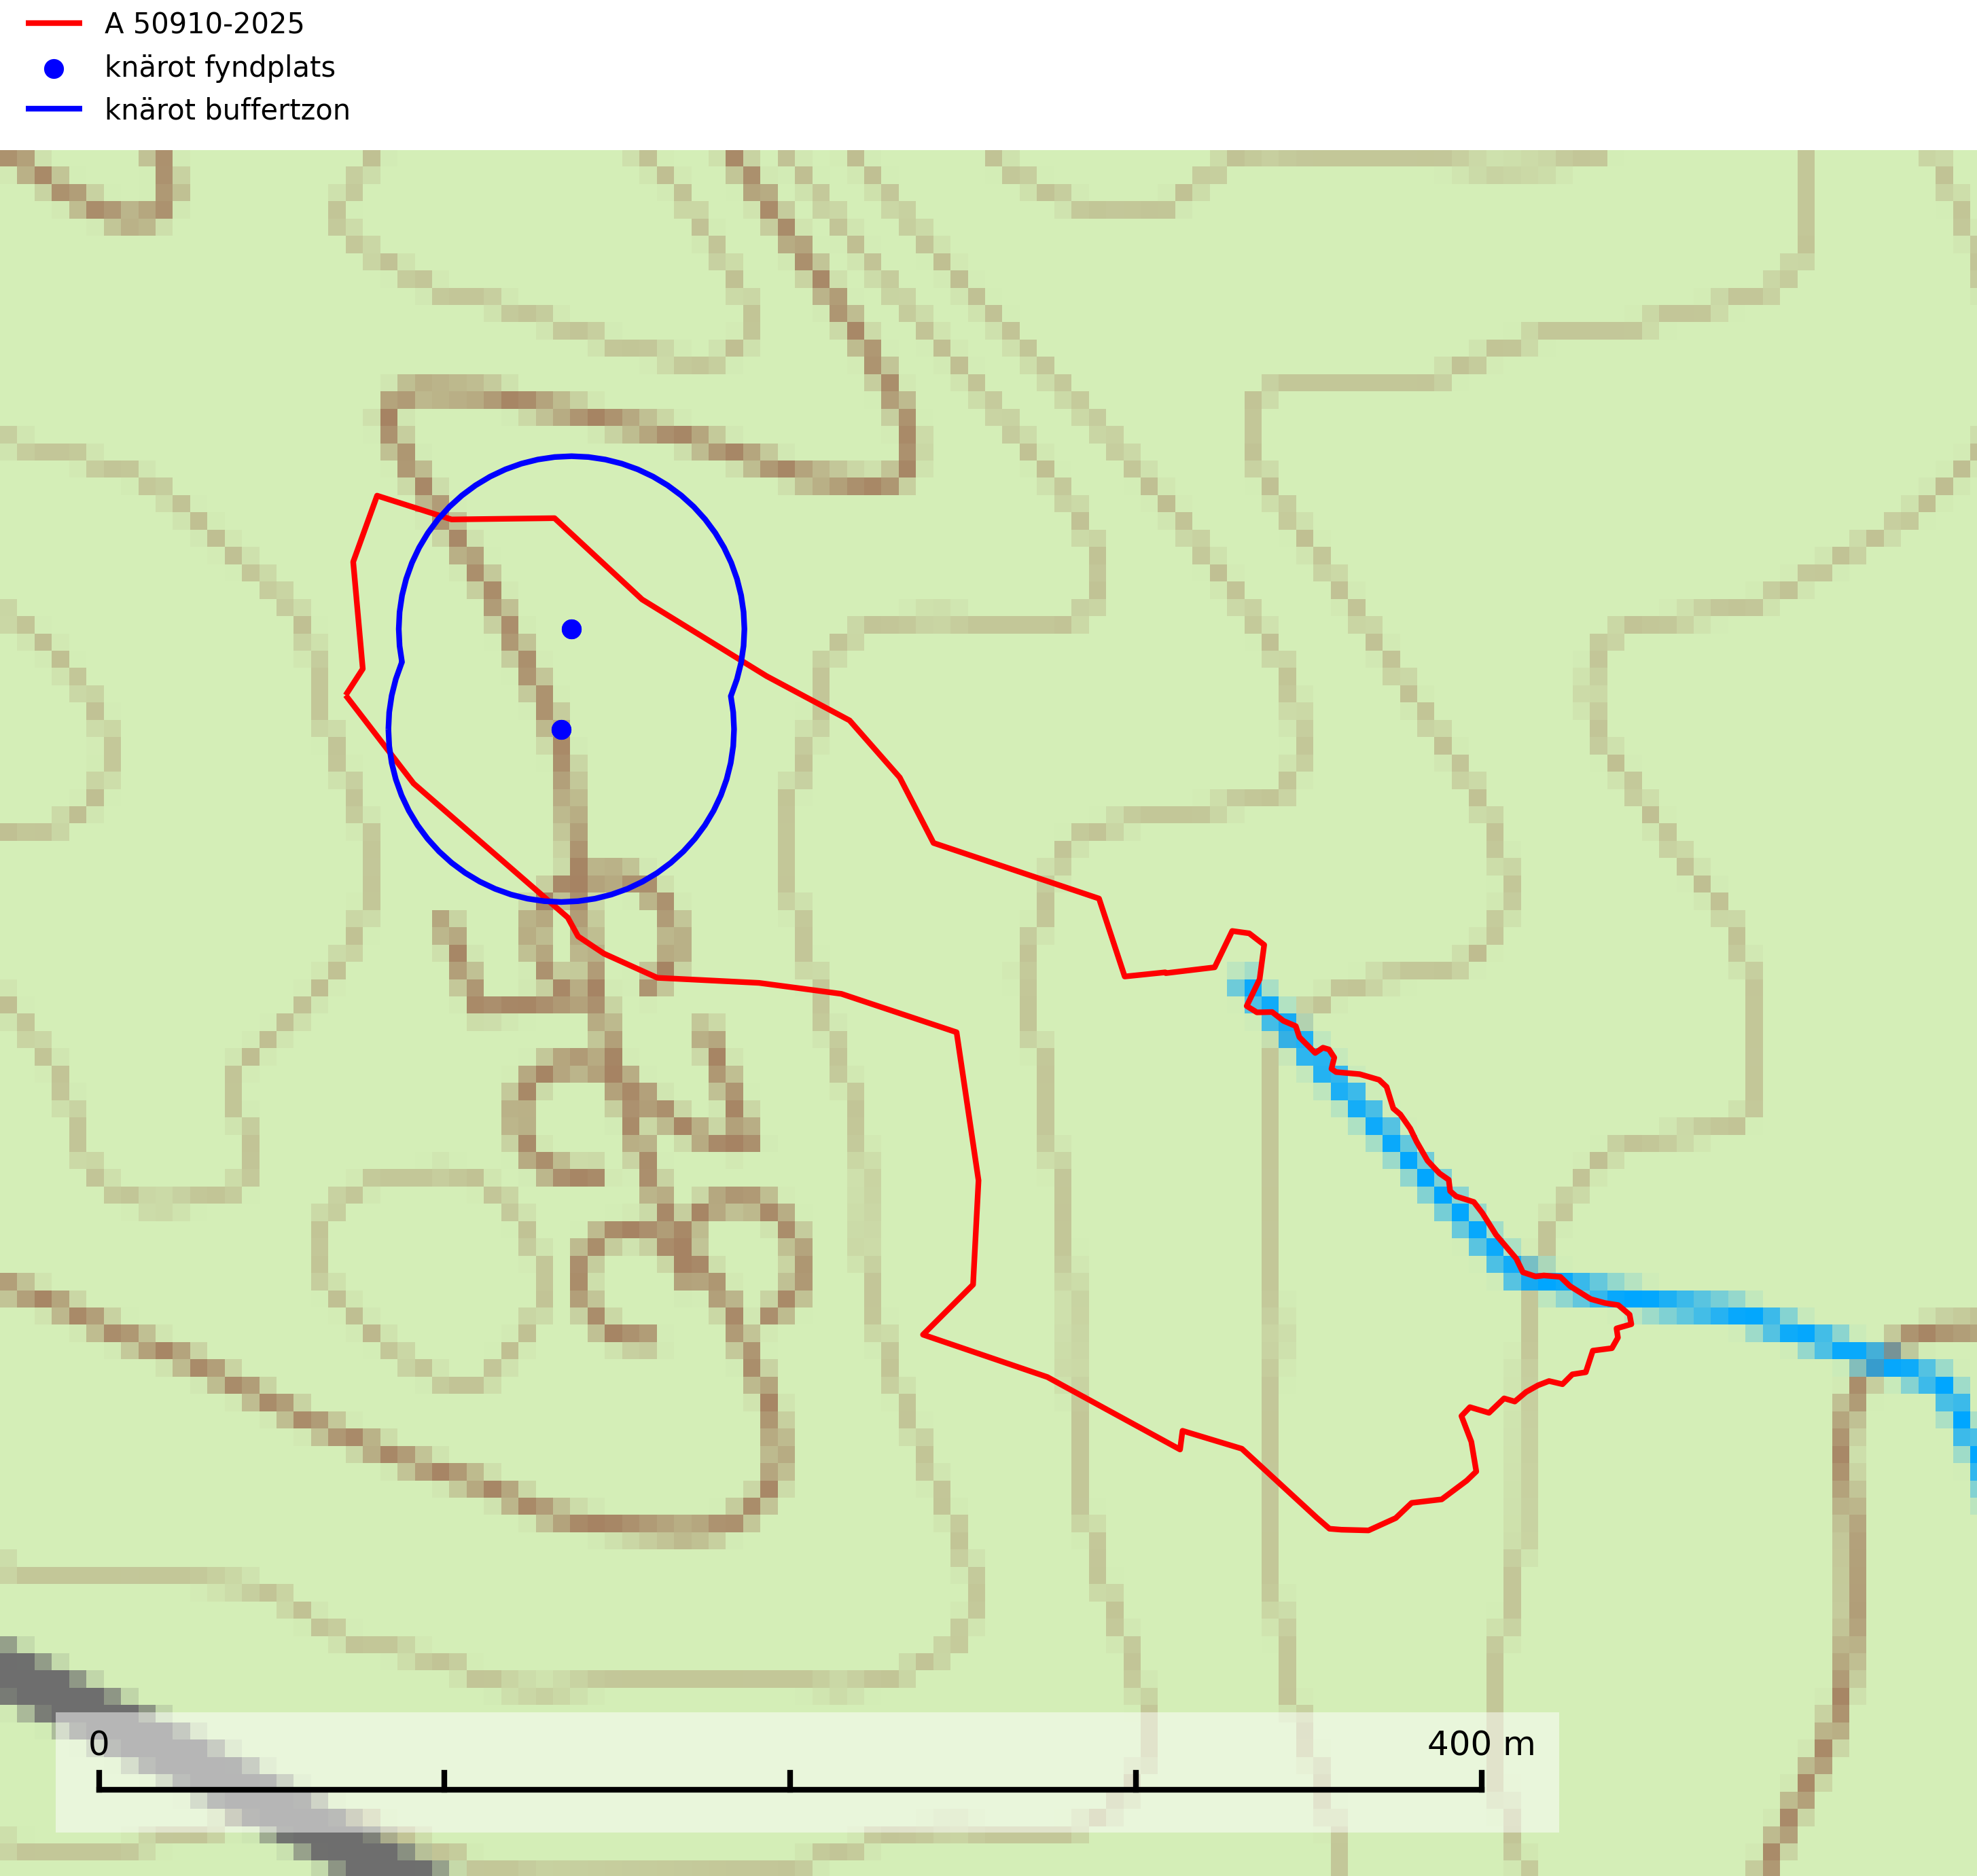 A 50910-2025
knärot fyndplats
knärot buffertzon
0
400 m